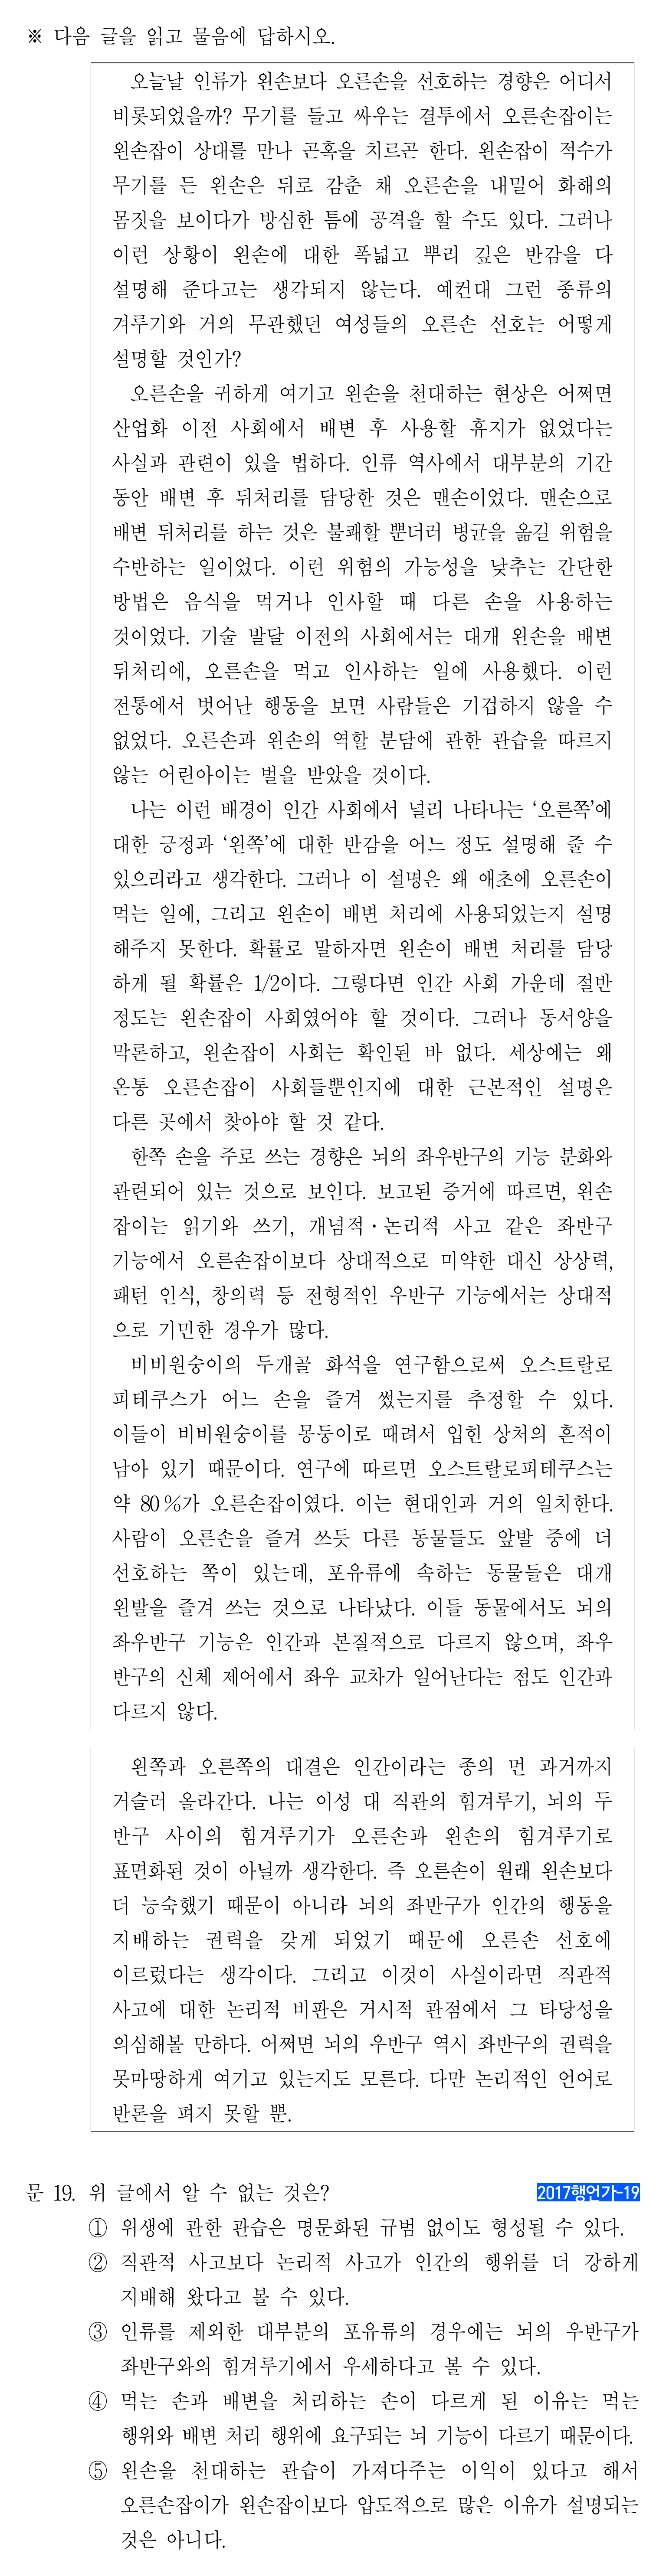 ※ 다음 글을 읽고 물음에 답하시오.
오늘날 인류가 왼손보다 오른손을 선호하는 경향은 어디서
비롯되었을까? 무기를 들고 싸우는 결투에서 오른손잡이는
왼손잡이 상대를 만나 곤혹을 치르곤 한다. 왼손잡이 적수가
무기를 든 왼손은 뒤로 감춘 채 오른손을 내밀어 화해의
몸짓을 보이다가 방심한 틈에 공격을 할 수도 있다. 그러나
이런 상황이 왼손에 대한 폭넓고 뿌리 깊은 반감을 다
설명해 준다고는 생각되지 않는다. 예컨대 그런 종류의
겨루기와 거의 무관했던 여성들의 오른손 선호는 어떻게
설명할 것인가?
오른손을 귀하게 여기고 왼손을 천대하는 현상은 어쩌면
산업화 이전 사회에서 배변 후 사용할 휴지가 없었다는
사실과 관련이 있을 법하다. 인류 역사에서 대부분의 기간
동안 배변 후 뒤처리를 담당한 것은 맨손이었다. 맨손으로
배변 뒤처리를 하는 것은 불쾌할 뿐더러 병균을 옮길 위험을
수반하는 일이었다. 이런 위험의 가능성을 낮추는 간단한
방법은 음식을 먹거나 인사할 때 다른 손을 사용하는
것이었다. 기술 발달 이전의 사회에서는 대개 왼손을 배변
뒤처리에, 오른손을 먹고 인사하는 일에 사용했다. 이런
전통에서 벗어난 행동을 보면 사람들은 기겁하지 않을 수
없었다. 오른손과 왼손의 역할 분담에 관한 관습을 따르지
않는 어린아이는 벌을 받았을 것이다.
나는 이런 배경이 인간 사회에서 널리 나타나는 ‘오른쪽’에
대한 긍정과 ‘왼쪽’에 대한 반감을 어느 정도 설명해 줄 수
있으리라고 생각한다. 그러나 이 설명은 왜 애초에 오른손이
먹는 일에, 그리고 왼손이 배변 처리에 사용되었는지 설명
해주지 못한다. 확률로 말하자면 왼손이 배변 처리를 담당
하게 될 확률은 1/2이다. 그렇다면 인간 사회 가운데 절반
정도는 왼손잡이 사회였어야 할 것이다. 그러나 동서양을
막론하고, 왼손잡이 사회는 확인된 바 없다. 세상에는 왜
온통 오른손잡이 사회들뿐인지에 대한 근본적인 설명은
다른 곳에서 찾아야 할 것 같다.
한쪽 손을 주로 쓰는 경향은 뇌의 좌우반구의 기능 분화와
관련되어 있는 것으로 보인다. 보고된 증거에 따르면, 왼손
잡이는 읽기와 쓰기, 개념적·논리적 사고 같은 좌반구
기능에서 오른손잡이보다 상대적으로 미약한 대신 상상력,
패턴 인식, 창의력 등 전형적인 우반구 기능에서는 상대적
으로 기민한 경우가 많다.
비비원숭이의 두개골 화석을 연구함으로써 오스트랄로
피테쿠스가 어느 손을 즐겨 썼는지를 추정할 수 있다.
이들이 비비원숭이를 몽둥이로 때려서 입힌 상처의 흔적이
남아 있기 때문이다. 연구에 따르면 오스트랄로피테쿠스는
약 80%가 오른손잡이였다. 이는 현대인과 거의 일치한다.
사람이 오른손을 즐겨 쓰듯 다른 동물들도 앞발 중에 더
선호하는 쪽이 있는데, 포유류에 속하는 동물들은 대개
왼발을 즐겨 쓰는 것으로 나타났다. 이들 동물에서도 뇌의
좌우반구 기능은 인간과 본질적으로 다르지 않으며, 좌우
반구의 신체 제어에서 좌우 교차가 일어난다는 점도 인간과
다르지 않다.
왼쪽과 오른쪽의 대결은 인간이라는 종의 먼 과거까지
거슬러 올라간다. 나는 이성 대 직관의 힘겨루기, 뇌의 두
반구 사이의 힘겨루기가 오른손과 왼손의 힘겨루기로
표면화된 것이 아닐까 생각한다. 즉 오른손이 원래 왼손보다
더 능숙했기 때문이 아니라 뇌의 좌반구가 인간의 행동을
지배하는 권력을 갖게 되었기 때문에 오른손 선호에
이르렀다는 생각이다. 그리고 이것이 사실이라면 직관적
사고에 대한 논리적 비판은 거시적 관점에서 그 타당성을
의심해볼 만하다. 어쩌면 뇌의 우반구 역시 좌반구의 권력을
못마땅하게 여기고 있는지도 모른다. 다만 논리적인 언어로
반론을 펴지 못할 뿐.
문 19. 위 글에서 알 수 없는 것은? 2017행언가-19
① 위생에 관한 관습은 명문화된 규범 없이도 형성될 수 있다.
② 직관적 사고보다 논리적 사고가 인간의 행위를 더 강하게
지배해 왔다고 볼 수 있다.
③ 인류를 제외한 대부분의 포유류의 경우에는 뇌의 우반구가
좌반구와의 힘겨루기에서 우세하다고 볼 수 있다.
④ 먹는 손과 배변을 처리하는 손이 다르게 된 이유는 먹는
행위와 배변 처리 행위에 요구되는 뇌 기능이 다르기 때문이다.
⑤ 왼손을 천대하는 관습이 가져다주는 이익이 있다고 해서
오른손잡이가 왼손잡이보다 압도적으로 많은 이유가 설명되는
것은 아니다.